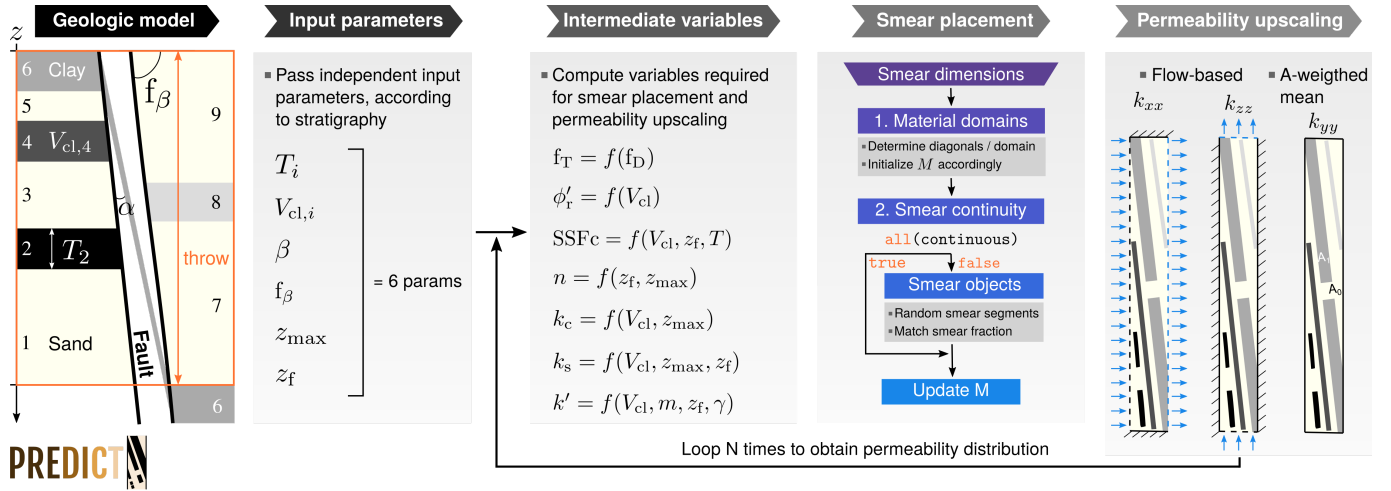 Geologic model
z
6 Clay
5
4 V_cl,4
3
2 T_2
1 Sand
f_β
α
Fault
9
8
throw
7
6
PREDICT
Input parameters
Pass independent input
parameters, according
to stratigraphy
T_i
V_cl,i
β
f_β
z_max
z_f
= 6 params
Intermediate variables
Compute variables required
for smear placement and
permeability upscaling
f_T = f(f_D)
ϕ′_r = f(V_cl)
SSFc = f(V_cl, z_f, T)
n = f(z_f, z_max)
k_c = f(V_cl, z_max)
k_s = f(V_cl, z_max, z_f)
k′ = f(V_cl, m, z_f, γ)
Smear placement
Smear dimensions
1. Material domains
Determine diagonals / domain
Initialize M accordingly
2. Smear continuity
all(continuous)
true false
Smear objects
Random smear segments
Match smear fraction
Update M
Permeability upscaling
Flow-based
k_xx
k_zz
A-weigthed
mean
k_yy
A_1
A_0
Loop N times to obtain permeability distribution